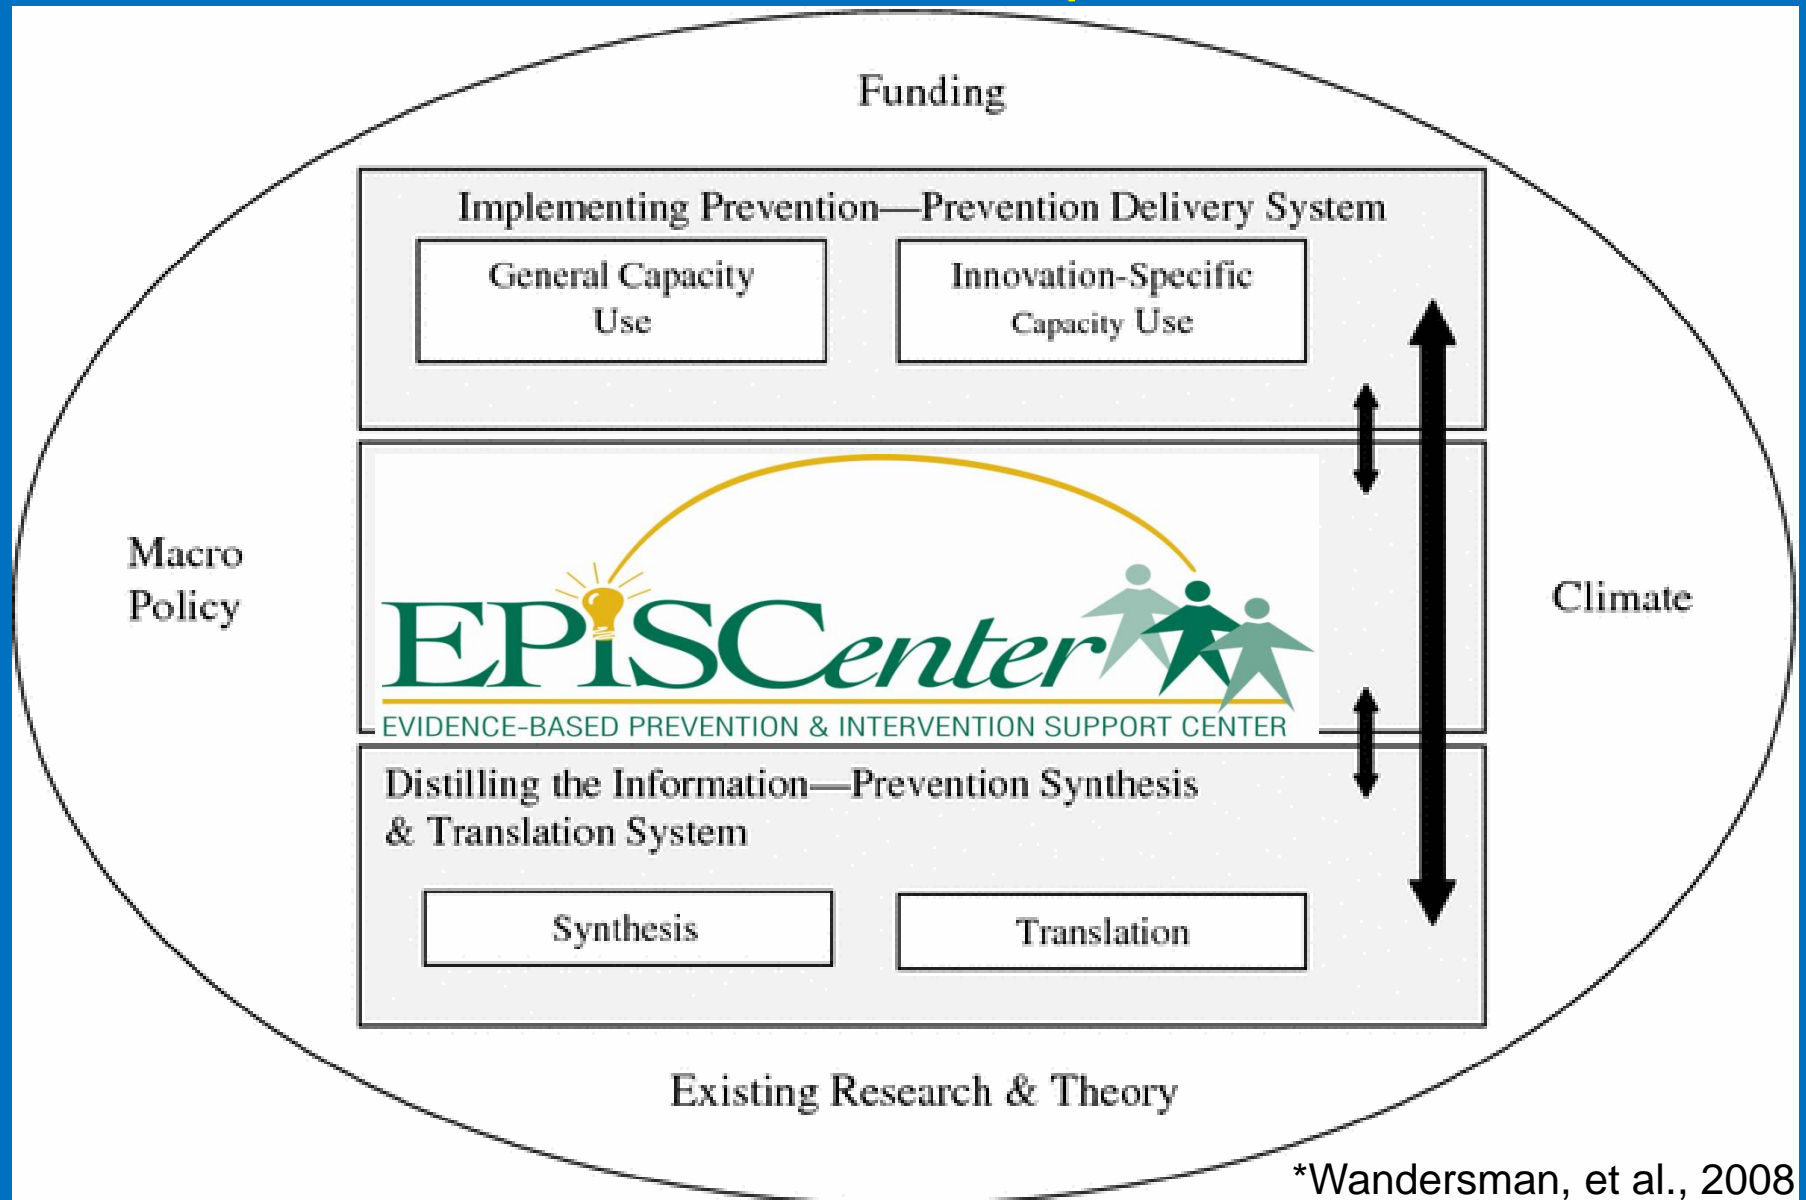 Funding
Implementing Prevention—Prevention Delivery System
General Capacity
Use
Innovation-Specific
Capacity Use
Macro
Policy
EPiSCenter
EVIDENCE-BASED PREVENTION & INTERVENTION SUPPORT CENTER
Climate
Distilling the Information—Prevention Synthesis
& Translation System
Synthesis
Translation
Existing Research & Theory
*Wandersman, et al., 2008